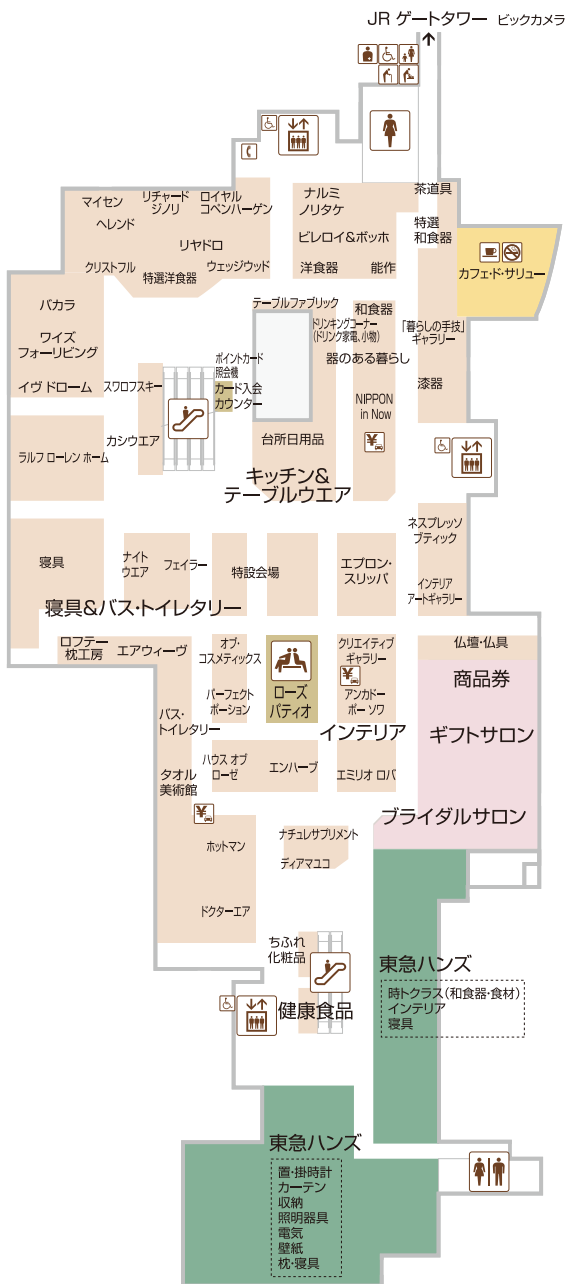 JR ゲートタワー ビックカメラ
マイセン
リチャード
ジノリ
ロイヤル
コペンハーゲン
ヘレンド
リヤドロ
クリストフル
特選洋食器
ウェッジウッド
ナルミ
ノリタケ
ビレロイ&ボッホ
洋食器
能作
茶道具
特選
和食器
カフェ・ド・サリュー
バカラ
ワイズ
フォーリビング
イヴ ドローム
スワロフスキー
カシウエア
ラルフ ローレン ホーム
ポイントカード
照会機
カード入会
カウンター
テーブルファブリック
和食器
ドリンキングコーナー
(ドリンク家電、小物)
器のある暮らし
NIPPON
in Now
台所日用品
「暮らしの手技」
ギャラリー
漆器
キッチン&
テーブルウエア
ネスプレッソ
ブティック
インテリア
アートギャラリー
寝具
ナイト
ウエア
フェイラー
特設会場
エプロン・
スリッパ
寝具&バス・トイレタリー
ロフテー
枕工房
エアウィーヴ
オブ・
コスメティックス
パーフェクト
ポーション
ローズ
パティオ
クリエイティブ
ギャラリー
アンカドー
ボー ソワ
仏壇・仏具
商品券
ギフトサロン
ブライダルサロン
バス・
トイレタリー
インテリア
タオル
美術館
ハウス オブ
ローゼ
エンハーブ
エミリオ ロバ
ホットマン
ドクターエア
ナチュレサプリメント
ディアマユコ
ちふれ
化粧品
健康食品
東急ハンズ
時トクラス(和食器・食材)
インテリア
寝具
東急ハンズ
置・掛時計
カーテン
収納
照明器具
電気
壁紙
枕・寝具